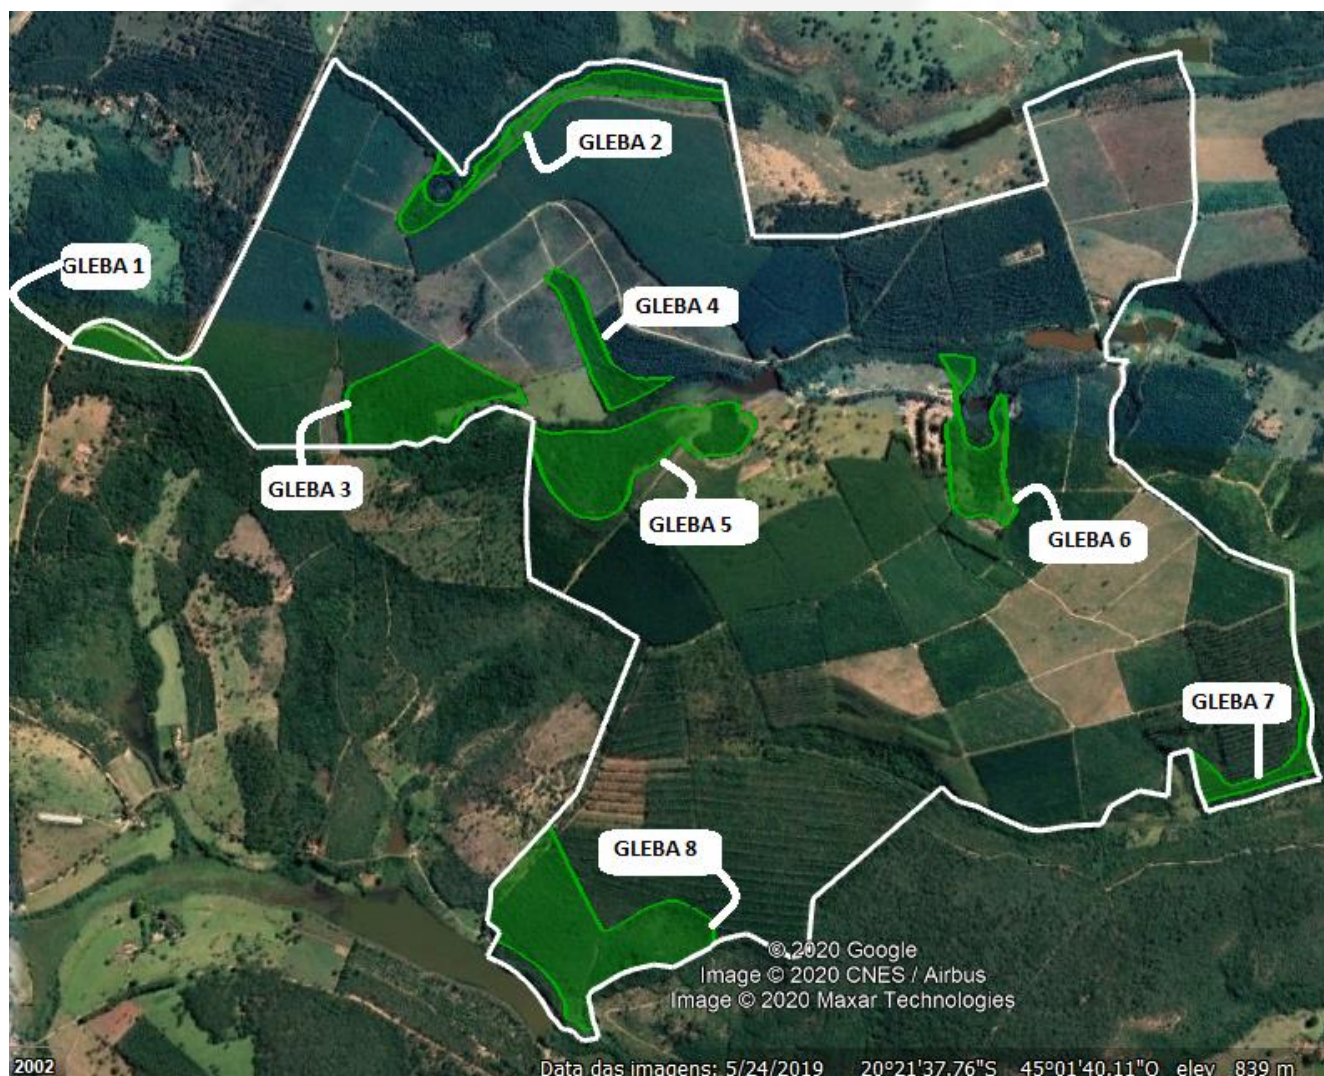 GLEBA 2
GLEBA 1
GLEBA 4
GLEBA 3
GLEBA 5
GLEBA 6
GLEBA 7
GLEBA 8
© 2020 Google
Image © 2020 CNES / Airbus
Image © 2020 Maxar Technologies
2002
Data das imagens: 5/24/2019 20°21'37.76"S 45°01'40.11"O elev 839 m